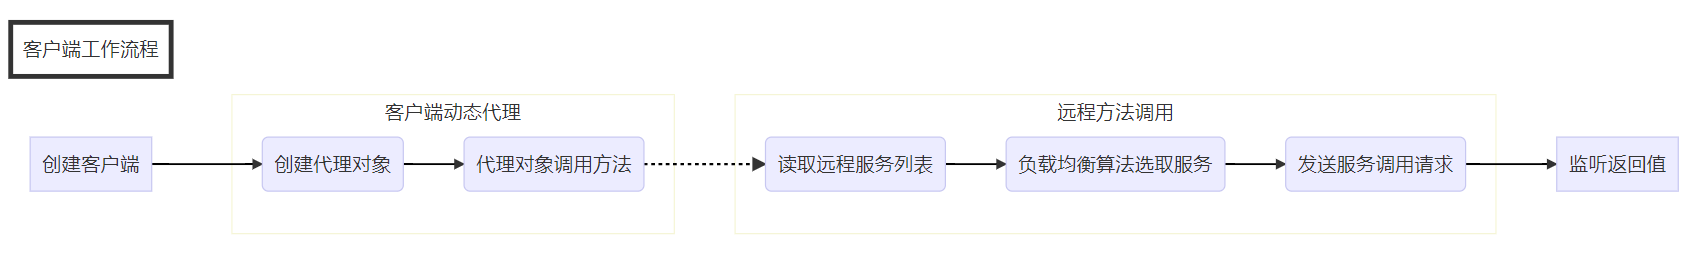 客户端工作流程
客户端动态代理
远程方法调用
创建客户端
创建代理对象
代理对象调用方法
读取远程服务列表
负载均衡算法选取服务
发送服务调用请求
监听返回值